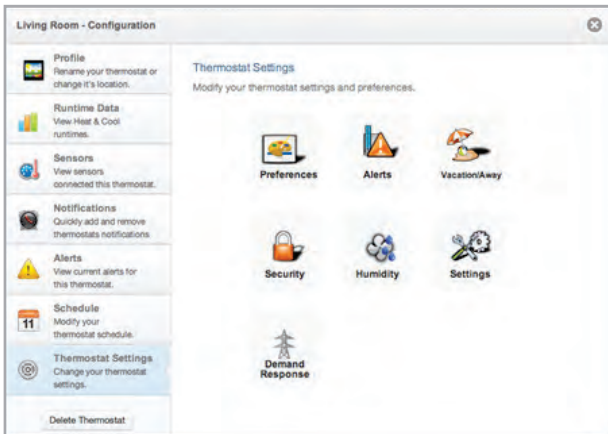 Living Room - Configuration
Profile
Rename your thermostat or
change it's location.
Runtime Data
View Heat & Cool
runtimes.
Sensors
View sensors
connected this thermostat.
Notifications
Quickly add and remove
thermostats notifications
Alerts
View current alerts for
this thermostat.
11
Schedule
Modify your
thermostat schedule.
Thermostat Settings
Change your thermostat
settings.
Delete Thermostat
Thermostat Settings
Modify your thermostat settings and preferences.
Preferences
Alerts
Vacation/Away
Security
Humidity
Settings
Demand
Response